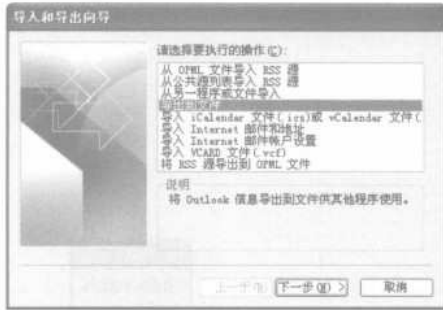 导入和导出向导
请选择要执行的操作(C):
从 OPML 文件导入 RSS 源
从公共源列表导入 RSS 源
从另一程序或文件导入
导出到文件
导入 iCalendar 文件(.ics)或 vCalendar 文件(
导入 Internet 邮件和地址
导入 Internet 邮件帐户设置
导入 VCARD 文件(.vcf)
将 RSS 源导出到 OPML 文件
说明
将 Outlook 信息导出到文件供其他程序使用。
上一步(B) 下一步(N) > 取消